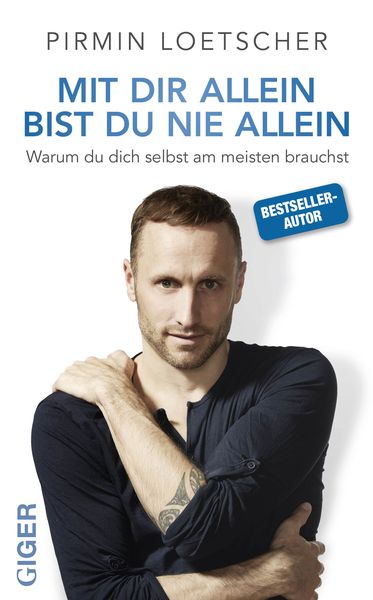 PIRMIN LOETSCHER
MIT DIR ALLEIN
BIST DU NIE ALLEIN
Warum du dich selbst am meisten brauchst
BESTSELLER-
AUTOR
GIGER